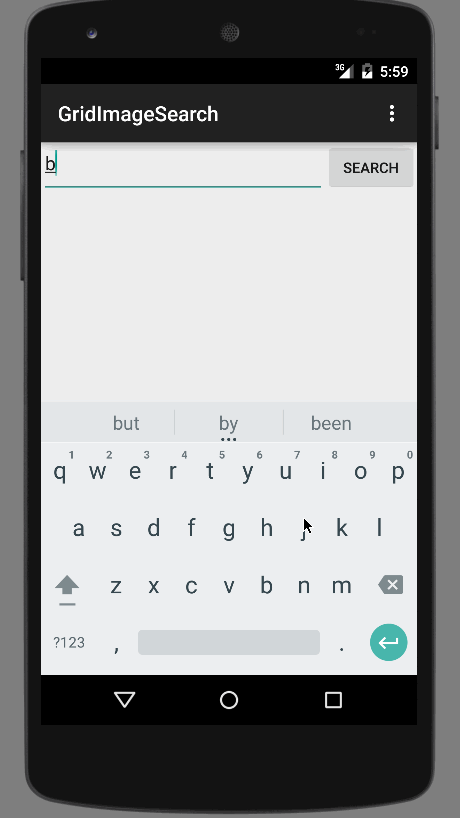 3G 5:59
GridImageSearch
b SEARCH
but by been
1 2 3 4 5 6 7 8 9 0
q w e r t y u i o p
a s d f g h j k l
z x c v b n m
?123 , .